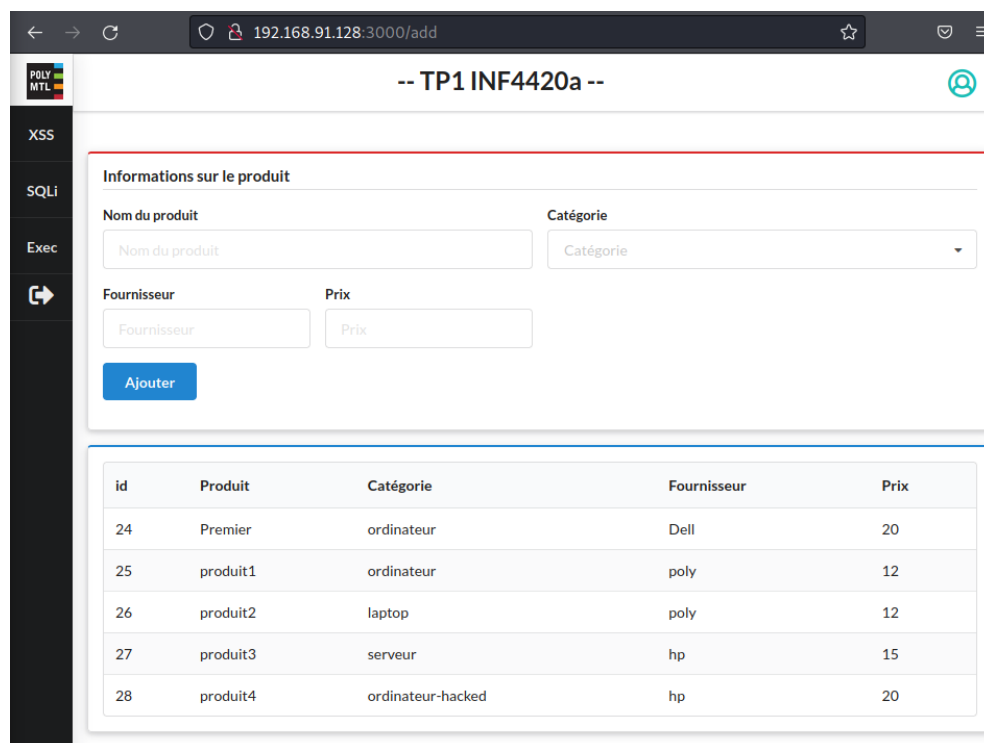 192.168.91.128:3000/add
POLY
MTL
-- TP1 INF4420a --
XSS
SQLi
Exec
Informations sur le produit
Nom du produit Catégorie
Nom du produit Catégorie
Fournisseur Prix
Fournisseur Prix
Ajouter
id Produit Catégorie Fournisseur Prix
24 Premier ordinateur Dell 20
25 produit1 ordinateur poly 12
26 produit2 laptop poly 12
27 produit3 serveur hp 15
28 produit4 ordinateur-hacked hp 20